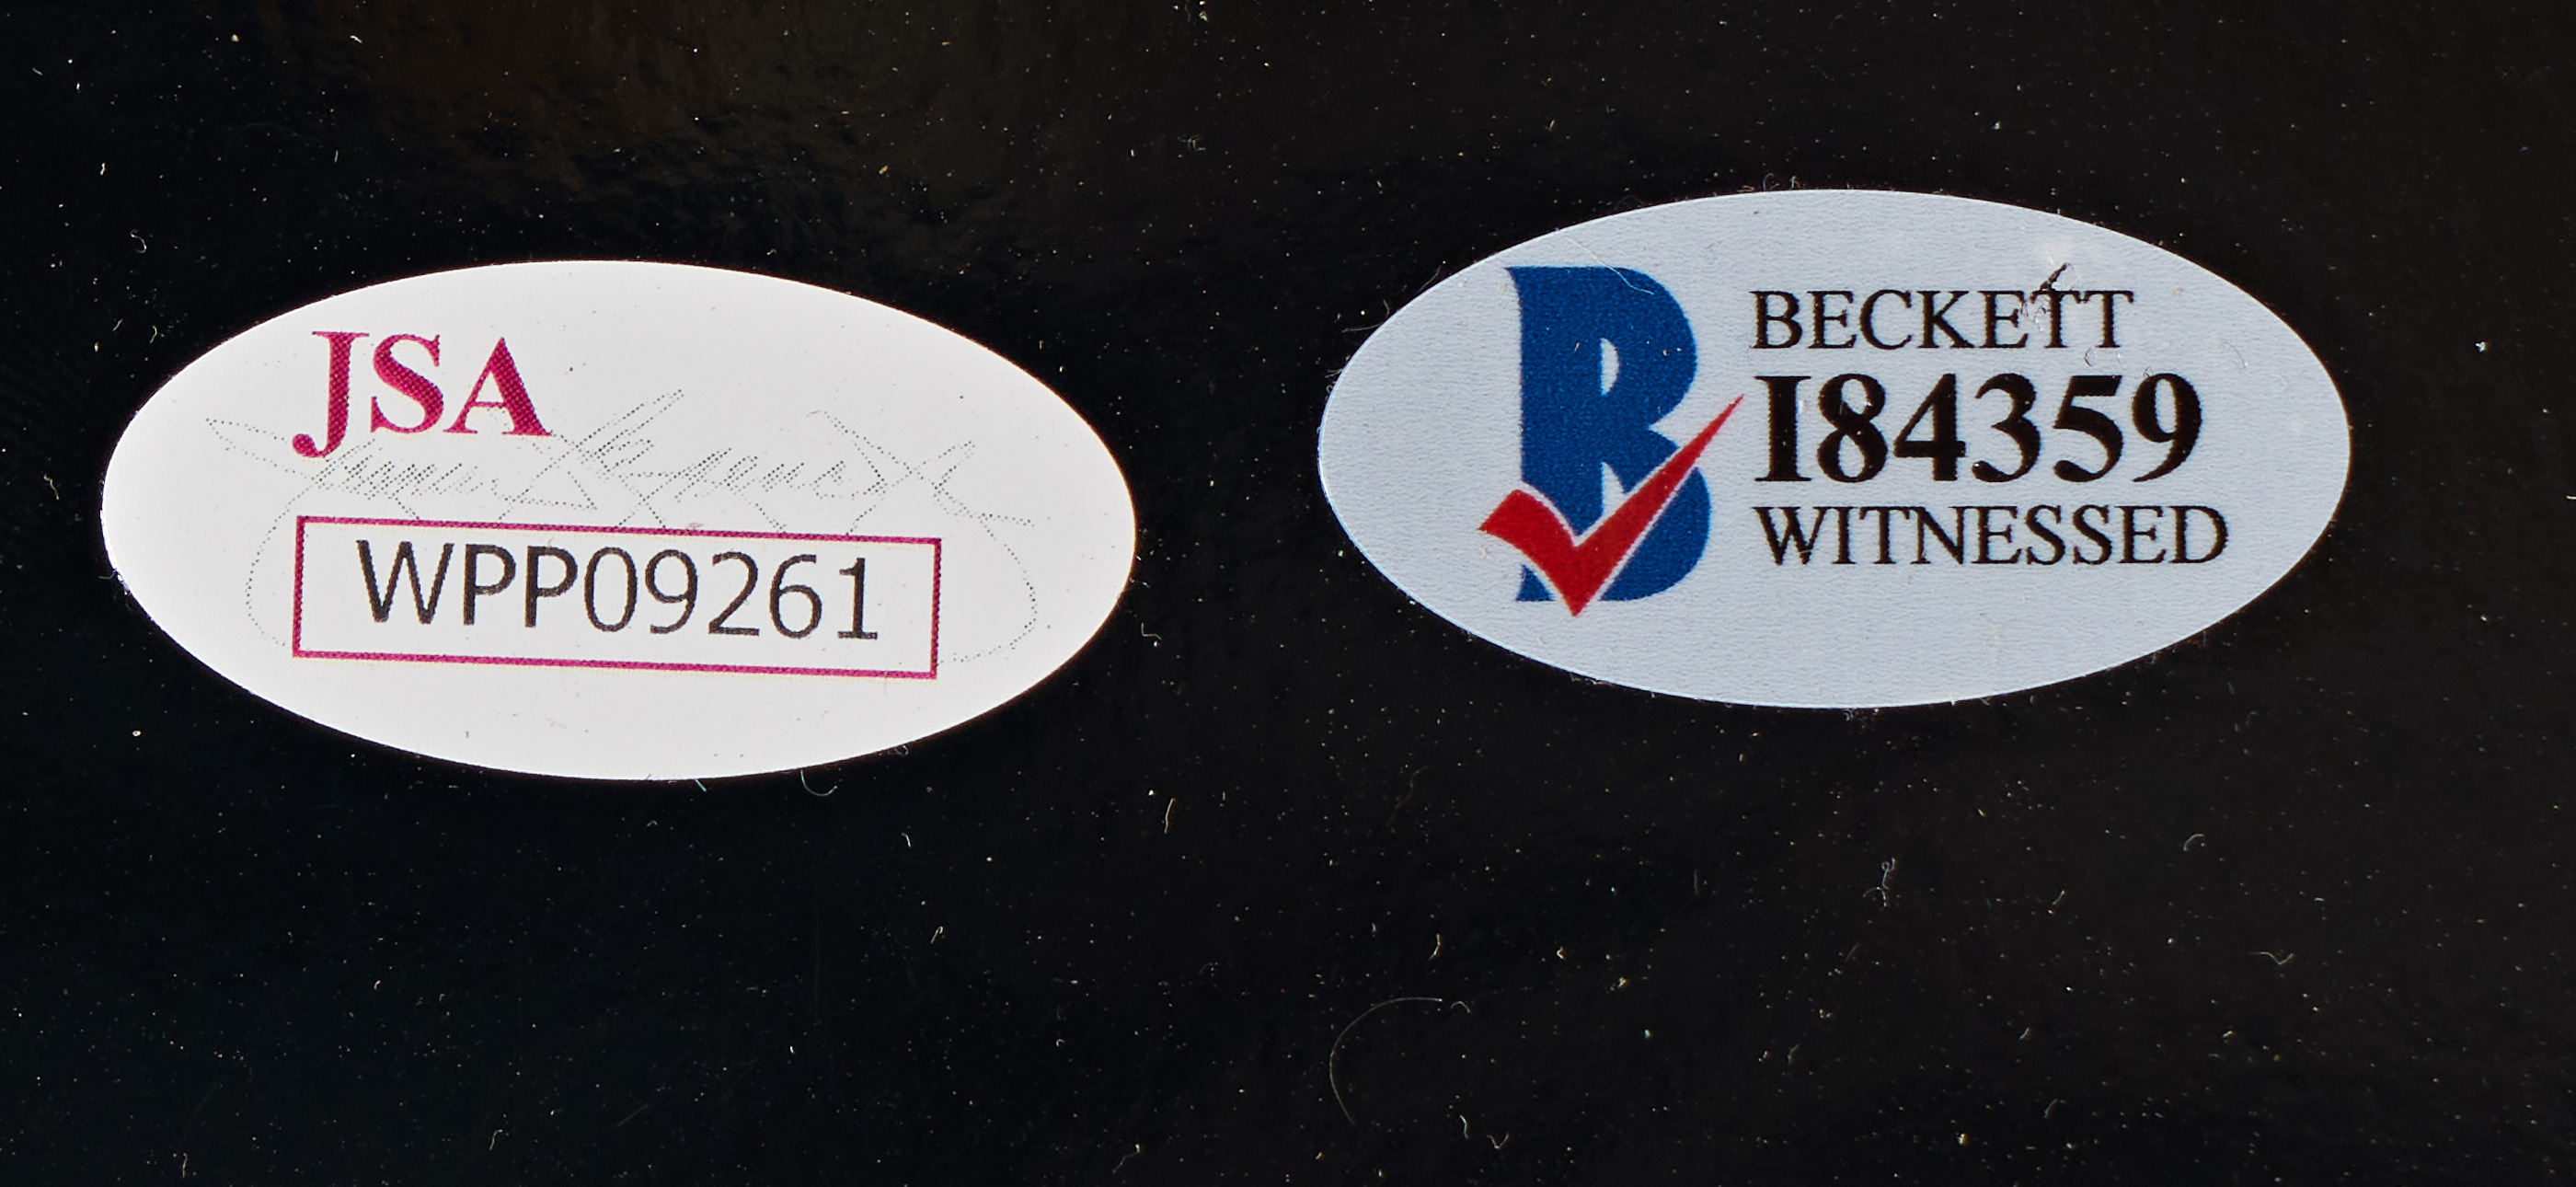 JSA
WPP09261
B
BECKETT
I84359
WITNESSED